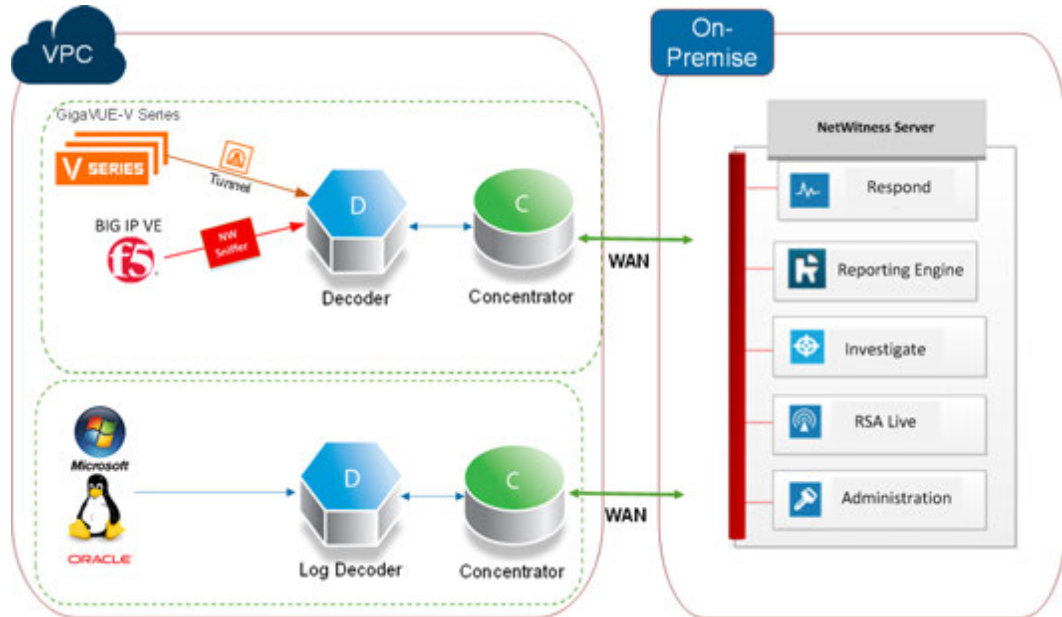 VPC
On-
Premise
GigaVUE-V Series
V SERIES
Tunnel
BIG IP VE
f5
NW
Sniffer
D
C
Decoder
Concentrator
WAN
NetWitness Server
Respond
Reporting Engine
Investigate
RSA Live
Administration
Microsoft
ORACLE
D
C
Log Decoder
Concentrator
WAN